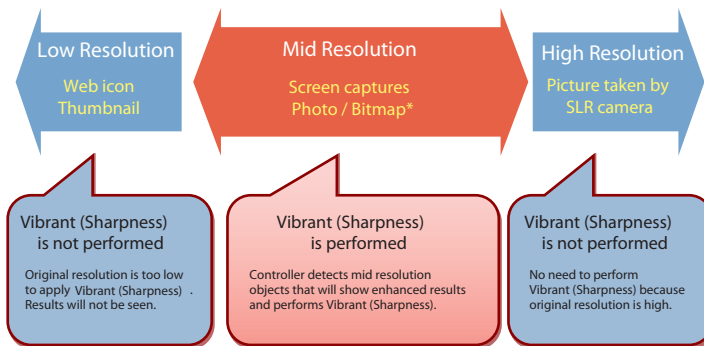 Low Resolution
Web icon
Thumbnail
Mid Resolution
Screen captures
Photo / Bitmap*
High Resolution
Picture taken by
SLR camera
Vibrant (Sharpness)
is not performed
Original resolution is too low
to apply Vibrant (Sharpness) .
Results will not be seen.
Vibrant (Sharpness)
is performed
Controller detects mid resolution
objects that will show enhanced results
and performs Vibrant (Sharpness).
Vibrant (Sharpness)
is not performed
No need to perform
Vibrant (Sharpness) because
original resolution is high.